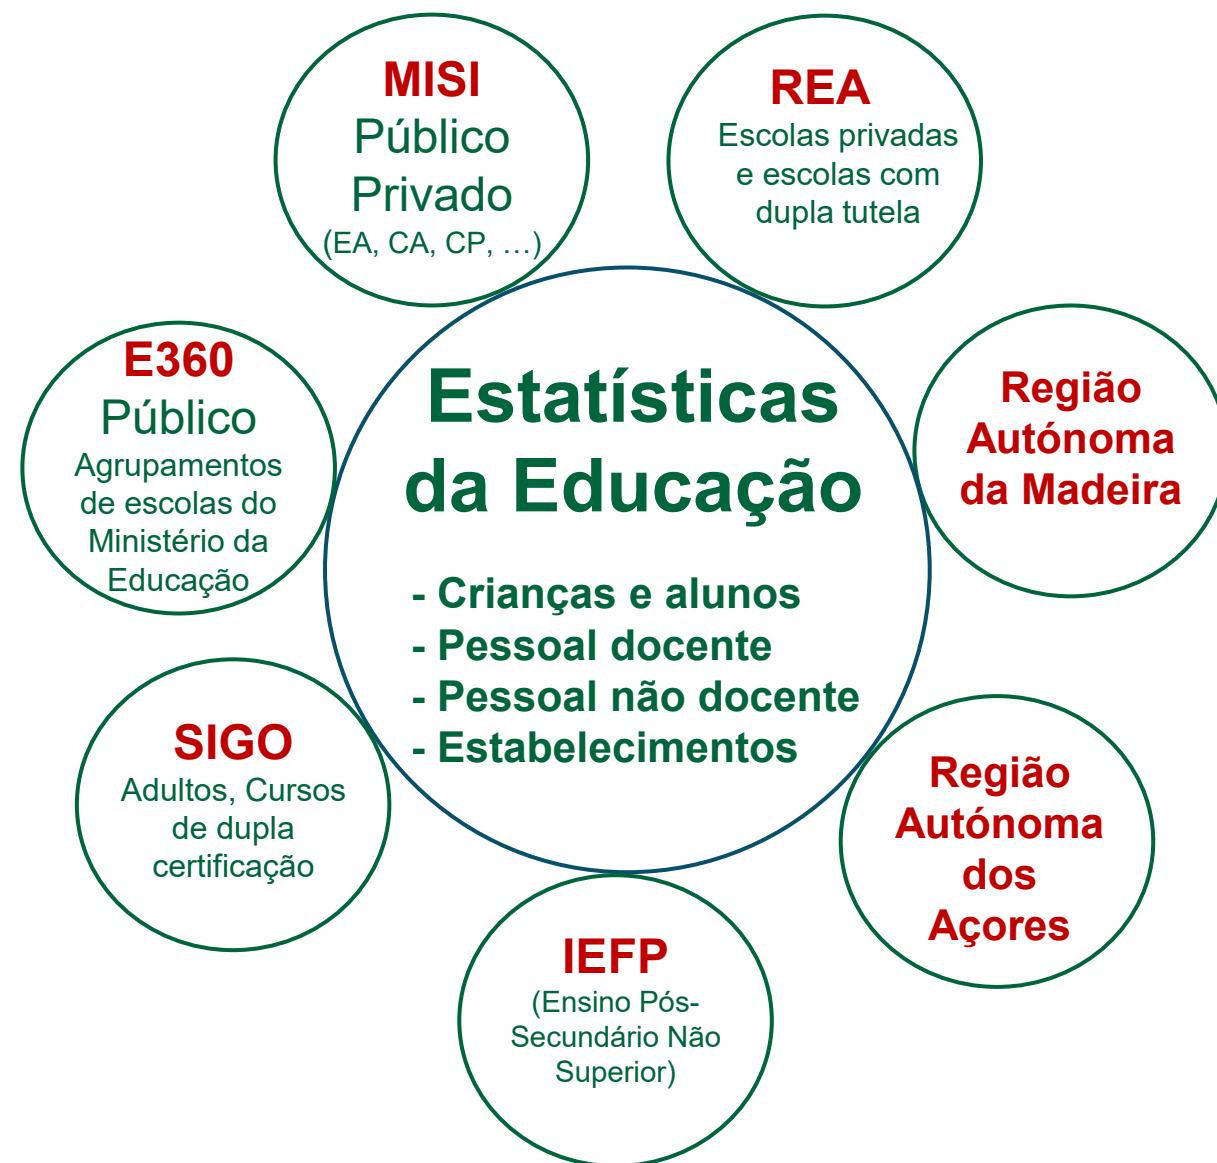 MISI
Público
Privado
(EA, CA, CP, …)
REA
Escolas privadas
e escolas com
dupla tutela
E360
Público
Agrupamentos
de escolas do
Ministério da
Educação
Estatísticas
da Educação
- Crianças e alunos
- Pessoal docente
- Pessoal não docente
- Estabelecimentos
Região
Autónoma
da Madeira
SIGO
Adultos, Cursos
de dupla
certificação
Região
Autónoma
dos
Açores
IEFP
(Ensino Pós-
Secundário Não
Superior)